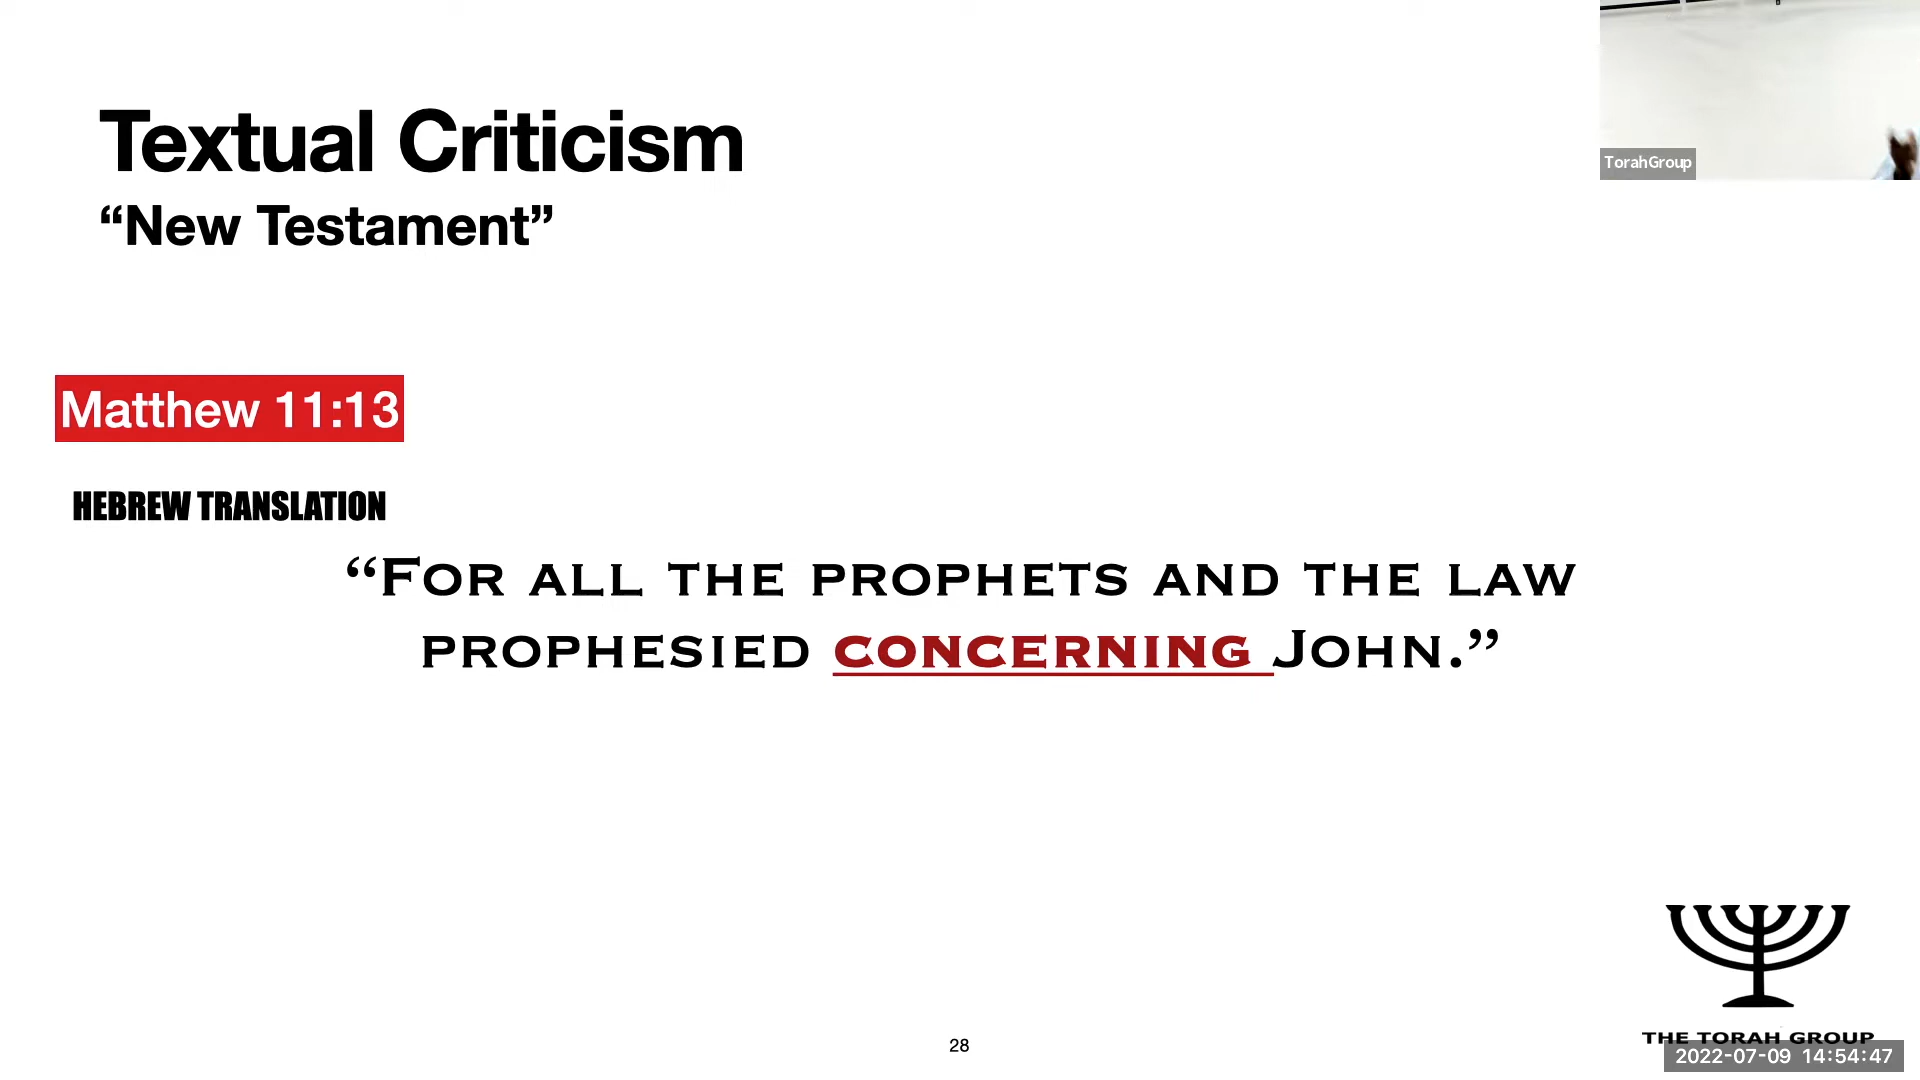 Textual Criticism
“New Testament”
TorahGroup
Matthew 11:13
HEBREW TRANSLATION
“For all the prophets and the law
prophesied concerning John.”
28
THE TORAH GROUP
2022-07-09 14:54:47